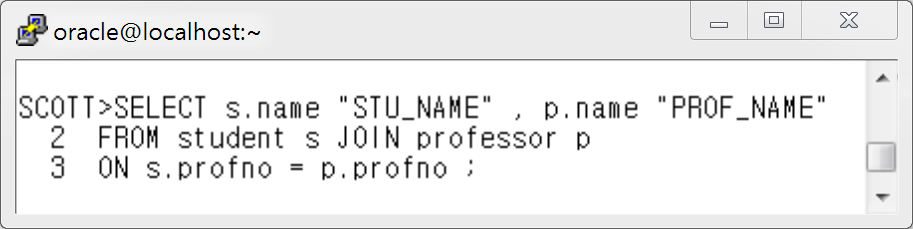 oracle@localhost:~
SCOTT>SELECT s.name "STU_NAME" , p.name "PROF_NAME"
2 FROM student s JOIN professor p
3 ON s.profno = p.profno ;